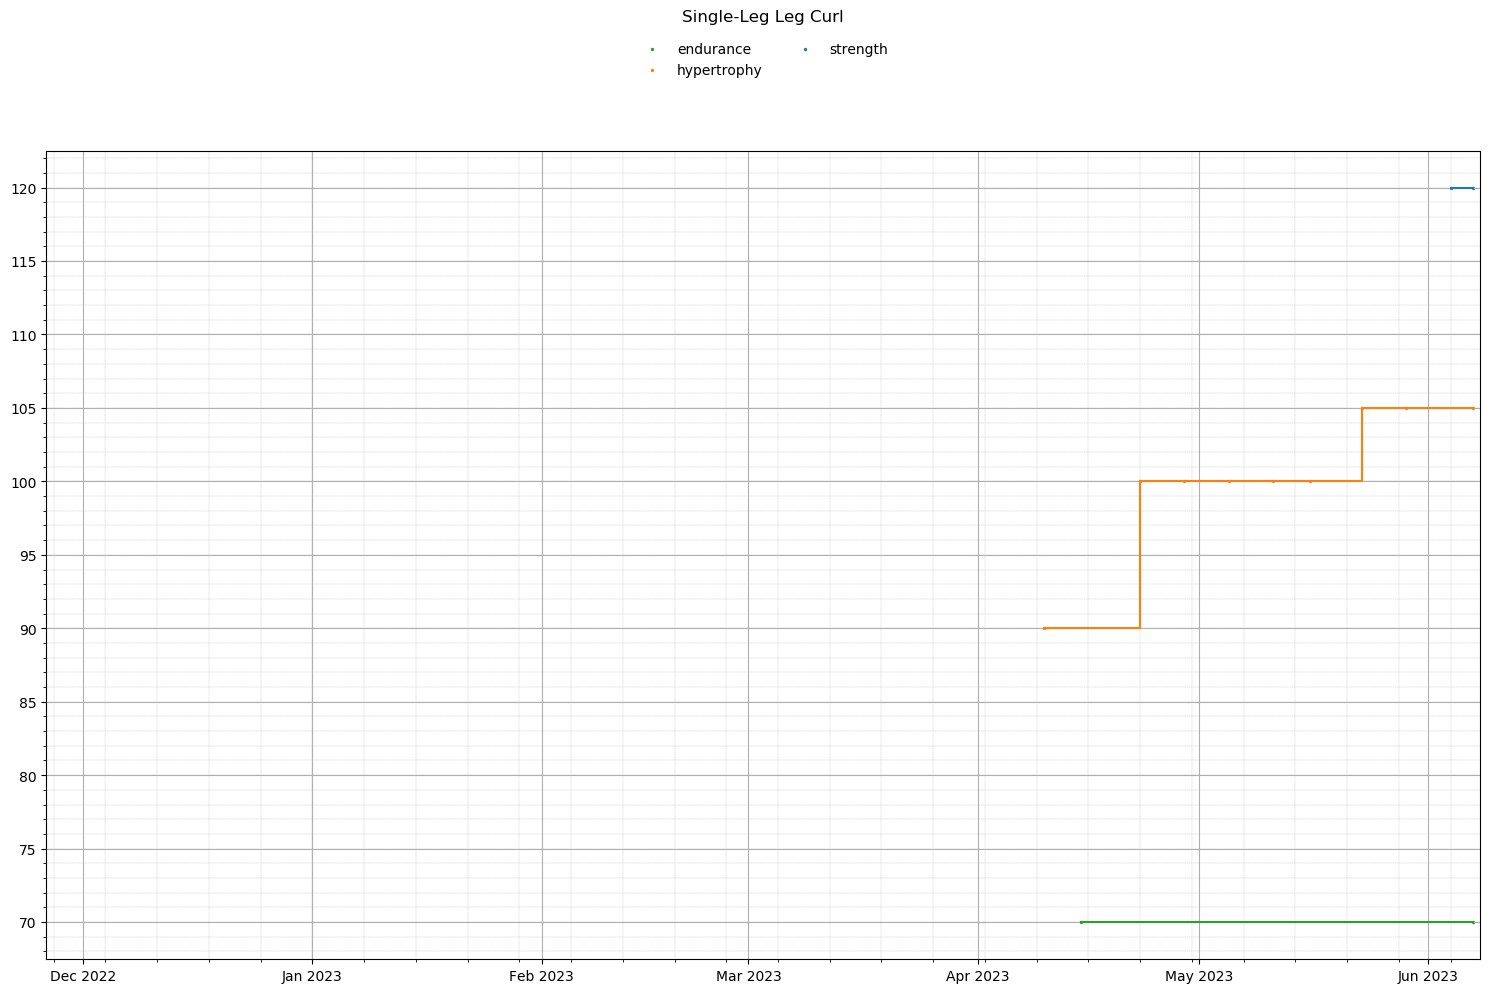 Single-Leg Leg Curl
endurance
strength
hypertrophy
120
115
110
105
100
95
90
85
80
75
70
Dec 2022
Jan 2023
Feb 2023
Mar 2023
Apr 2023
May 2023
Jun 2023